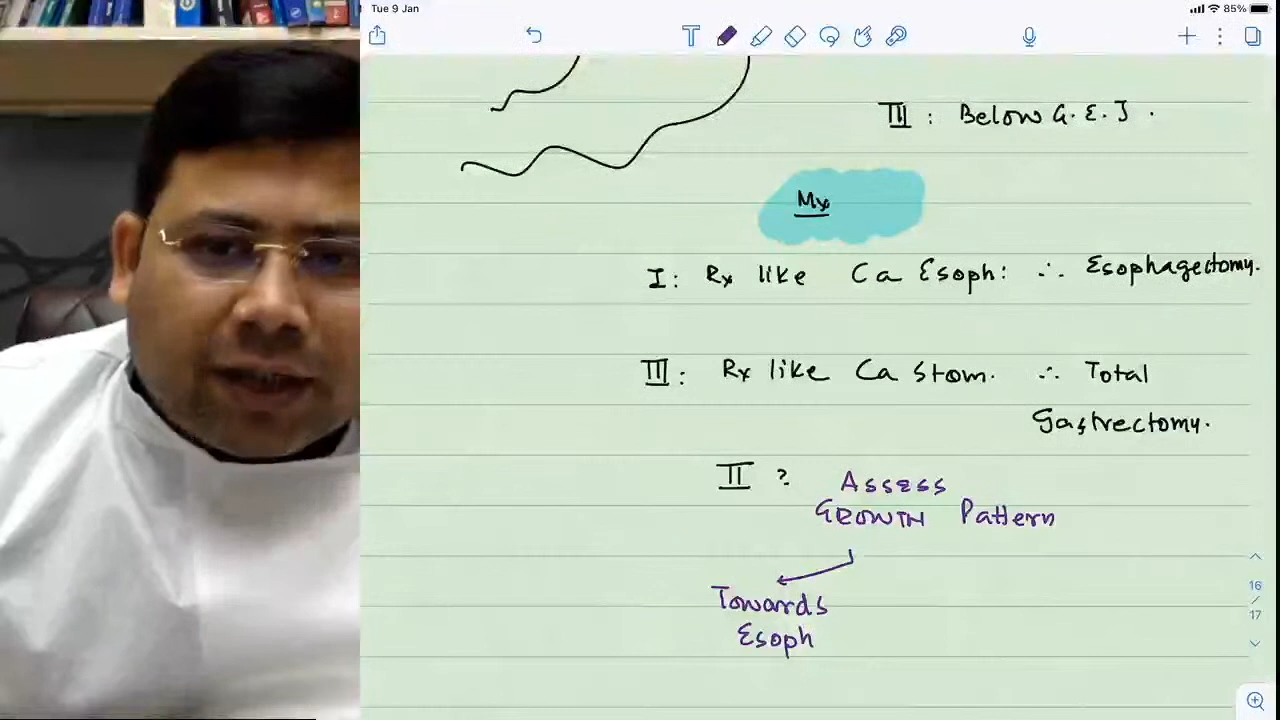 Tue 9 Jan
85%
T
III : Below G.E.J.
Mx
I : Rx like Ca Esoph: ∴ Esophagectomy.
III : Rx like Ca Stom. ∴ Total
Gastrectomy.
II ? Assess
GROWTH Pattern
Towards
Esoph
16
/
17